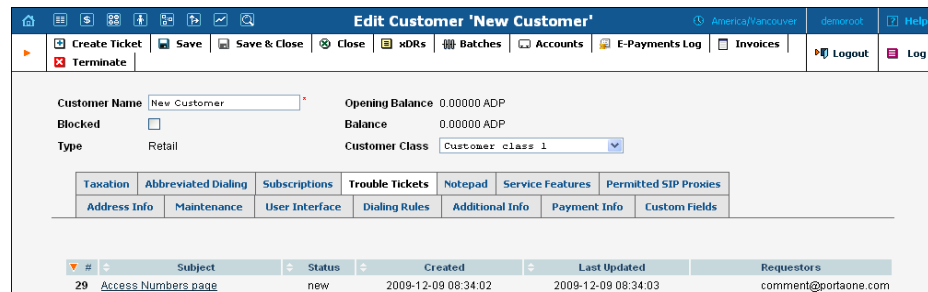 Edit Customer 'New Customer' America/Vancouver demoroot Help
Create Ticket Save Save & Close Close xDRs Batches Accounts E-Payments Log Invoices Logout Log
Terminate
Customer Name New Customer * Opening Balance 0.00000 ADP
Blocked Balance 0.00000 ADP
Type Retail Customer Class Customer class 1
Taxation Abbreviated Dialing Subscriptions Trouble Tickets Notepad Service Features Permitted SIP Proxies
Address Info Maintenance User Interface Dialing Rules Additional Info Payment Info Custom Fields
# Subject Status Created Last Updated Requestors
29 Access Numbers page new 2009-12-09 08:34:02 2009-12-09 08:34:03 comment@portaone.com